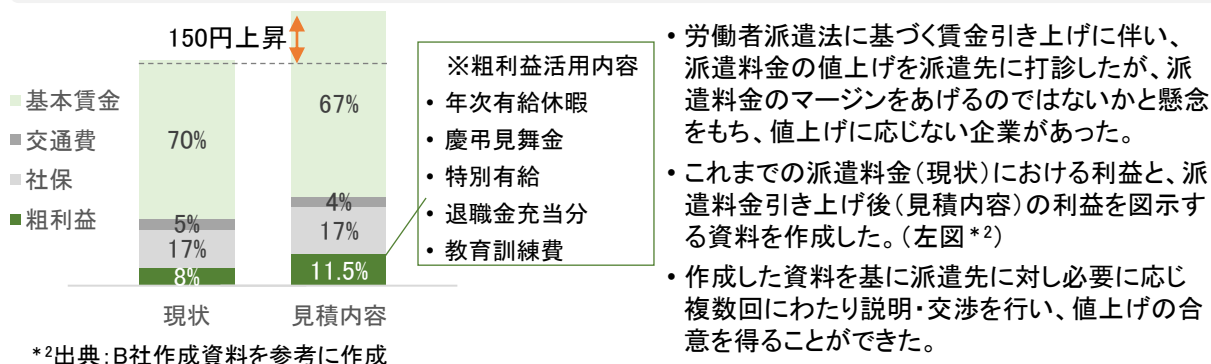 150円上昇
基本賃金
交通費
社保
粗利益
70%
5%
17%
8%
67%
4%
17%
11.5%
現状
見積内容
※粗利益活用内容
• 年次有給休暇
• 慶弔見舞金
• 特別有給
• 退職金充当分
• 教育訓練費
*2出典：B社作成資料を参考に作成
• 労働者派遣法に基づく賃金引き上げに伴い、
派遣料金の値上げを派遣先に打診したが、派
遣料金のマージンをあげるのではないかと懸念
をもち、値上げに応じない企業があった。
• これまでの派遣料金（現状）における利益と、派
遣料金引き上げ後（見積内容）の利益を図示す
る資料を作成した。（左図*2）
• 作成した資料を基に派遣先に対し必要に応じ
複数回にわたり説明・交渉を行い、値上げの合
意を得ることができた。